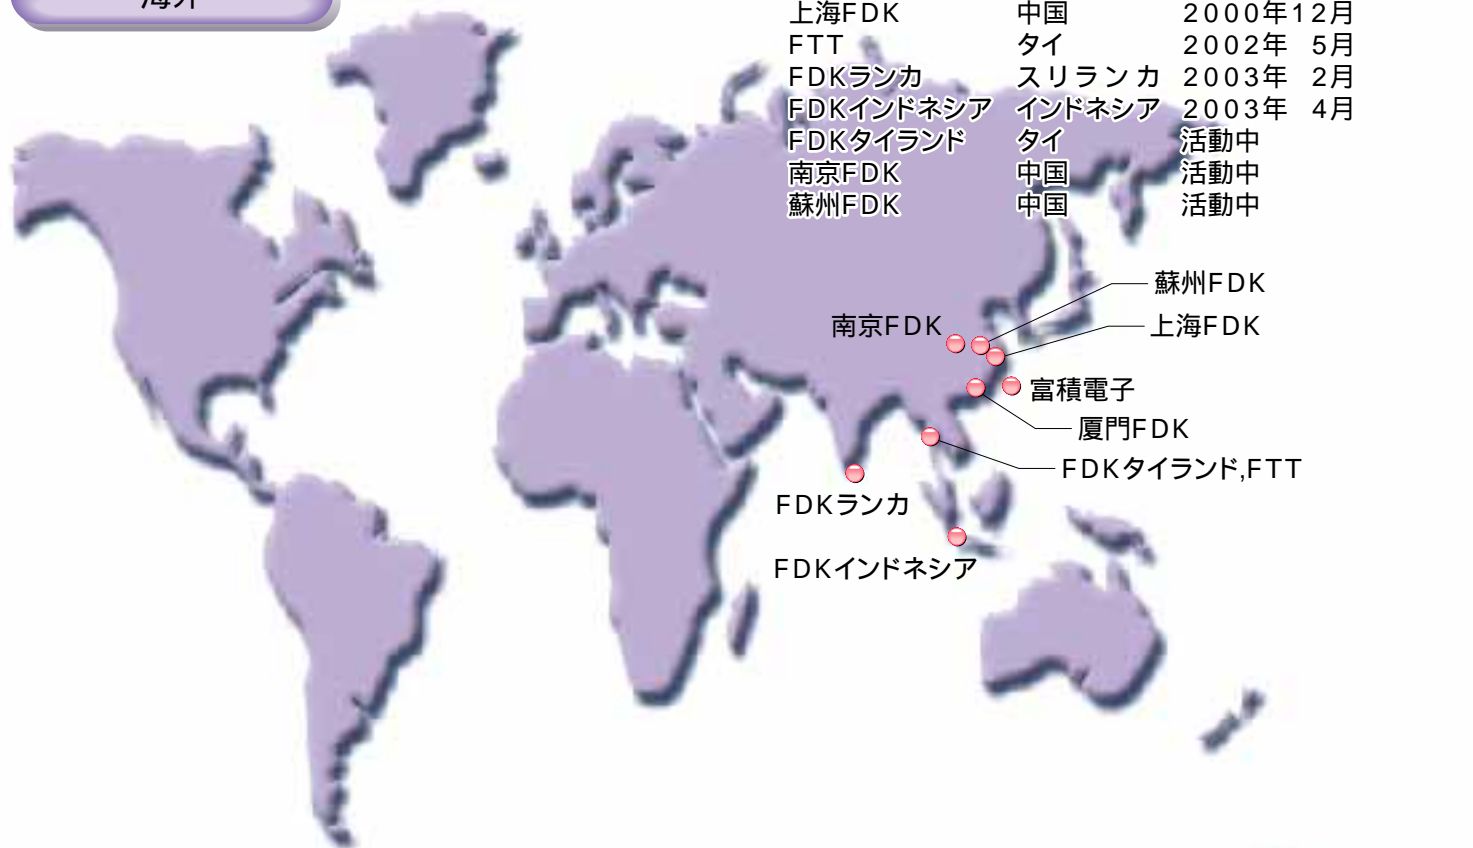 海外
上海FDK 中国 2000年12月
FTT タイ 2002年 5月
FDKランカ スリランカ 2003年 2月
FDKインドネシア インドネシア 2003年 4月
FDKタイランド タイ 活動中
南京FDK 中国 活動中
蘇州FDK 中国 活動中
蘇州FDK
南京FDK
上海FDK
富積電子
厦門FDK
FDKタイランド,FTT
FDKランカ
FDKインドネシア